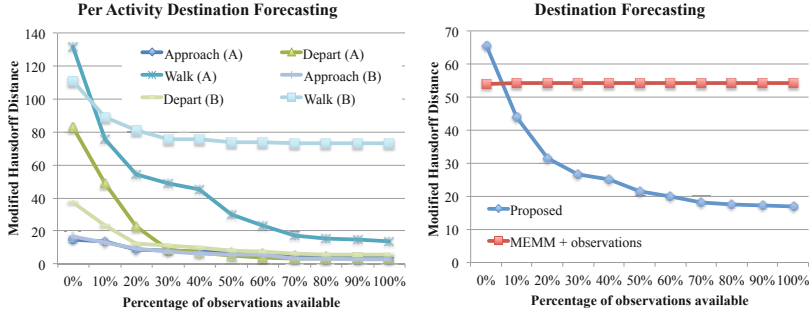 Per Activity Destination Forecasting
Modified Hausdorff Distance
140
120
100
80
60
40
20
0
Approach (A)
Depart (A)
Walk (A)
Approach (B)
Depart (B)
Walk (B)
0% 10% 20% 30% 40% 50% 60% 70% 80% 90% 100%
Percentage of observations available
Destination Forecasting
Modified Hausdorff Distance
70
60
50
40
30
20
10
0
Proposed
MEMM + observations
0% 10% 20% 30% 40% 50% 60% 70% 80% 90% 100%
Percentage of observations available